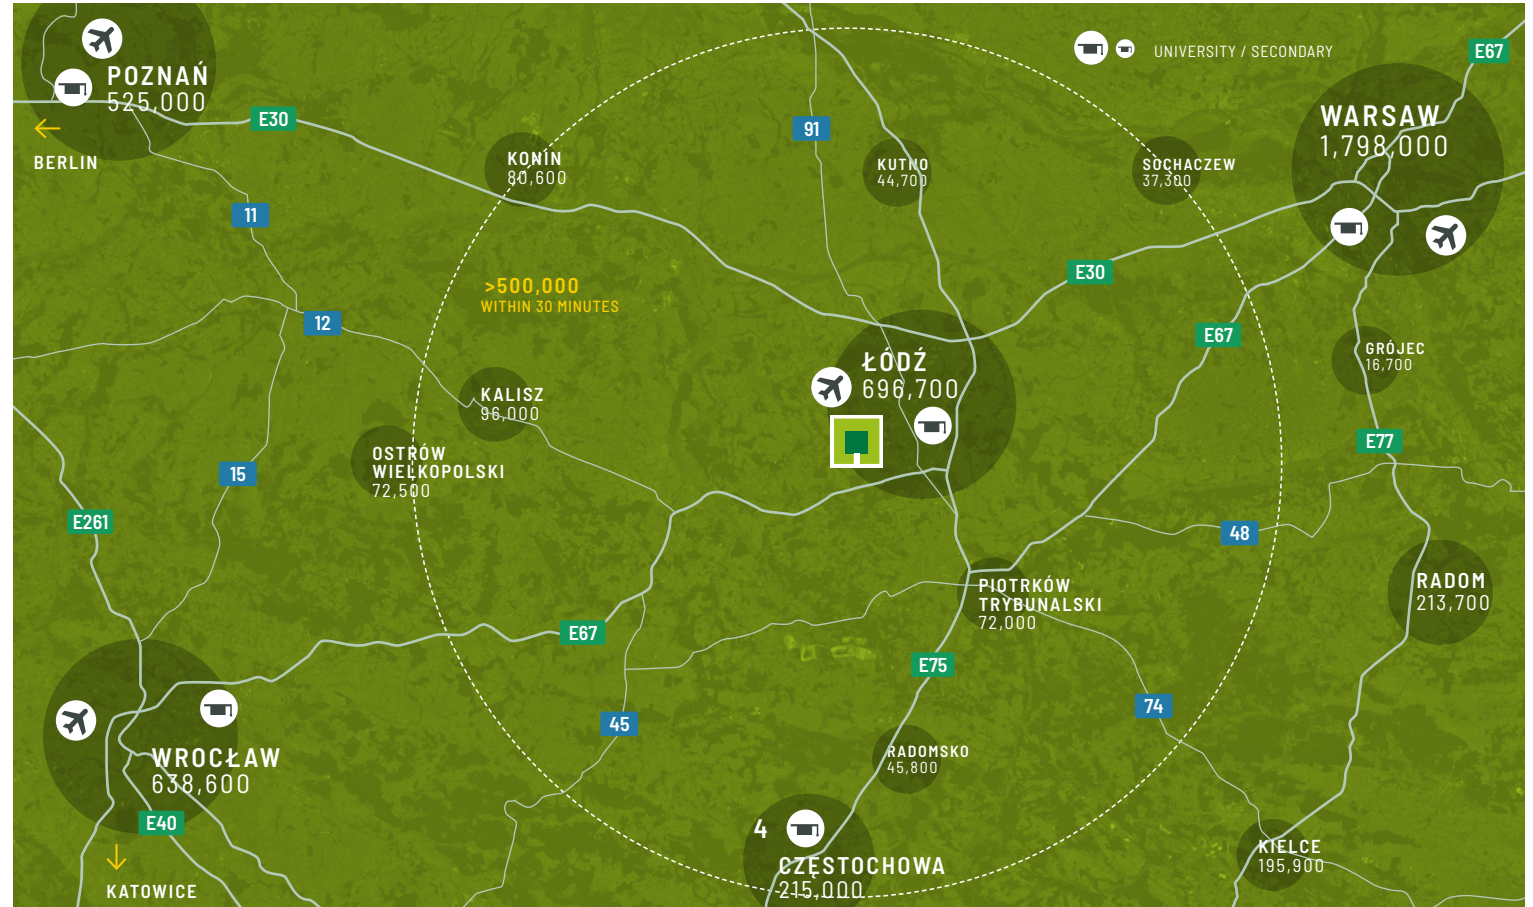 POZNAŃ
525,000
BERLIN
E30
11
12
15
E261
KONIN
80,600
>500,000
WITHIN 30 MINUTES
KALISZ
96,000
OSTRÓW
WIELKOPOLSKI
72,500
91
KUTNO
44,700
UNIVERSITY / SECONDARY
SOCHACZEW
37,300
E67
WARSAW
1,798,000
E30
E67
GRÓJEC
16,700
ŁÓDŹ
696,700
E77
48
RADOM
213,700
PIOTRKÓW
TRYBUNALSKI
72,000
E67
E75
45
74
RADOMSKO
45,800
WROCŁAW
638,600
E40
KATOWICE
4
CZĘSTOCHOWA
215,000
KIELCE
195,900